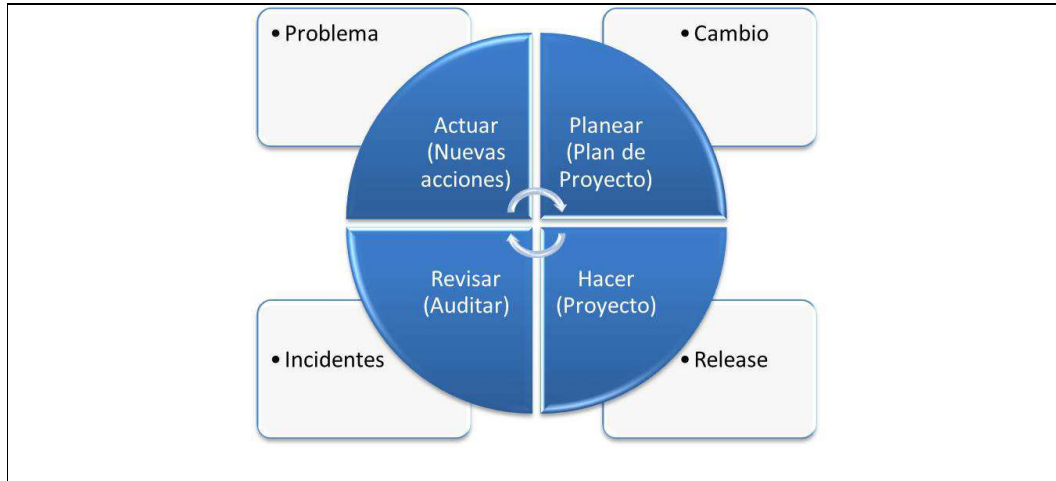 • Problema
• Cambio
Actuar
(Nuevas
acciones)
Planear
(Plan de
Proyecto)
Revisar
(Auditar)
Hacer
(Proyecto)
• Incidentes
• Release